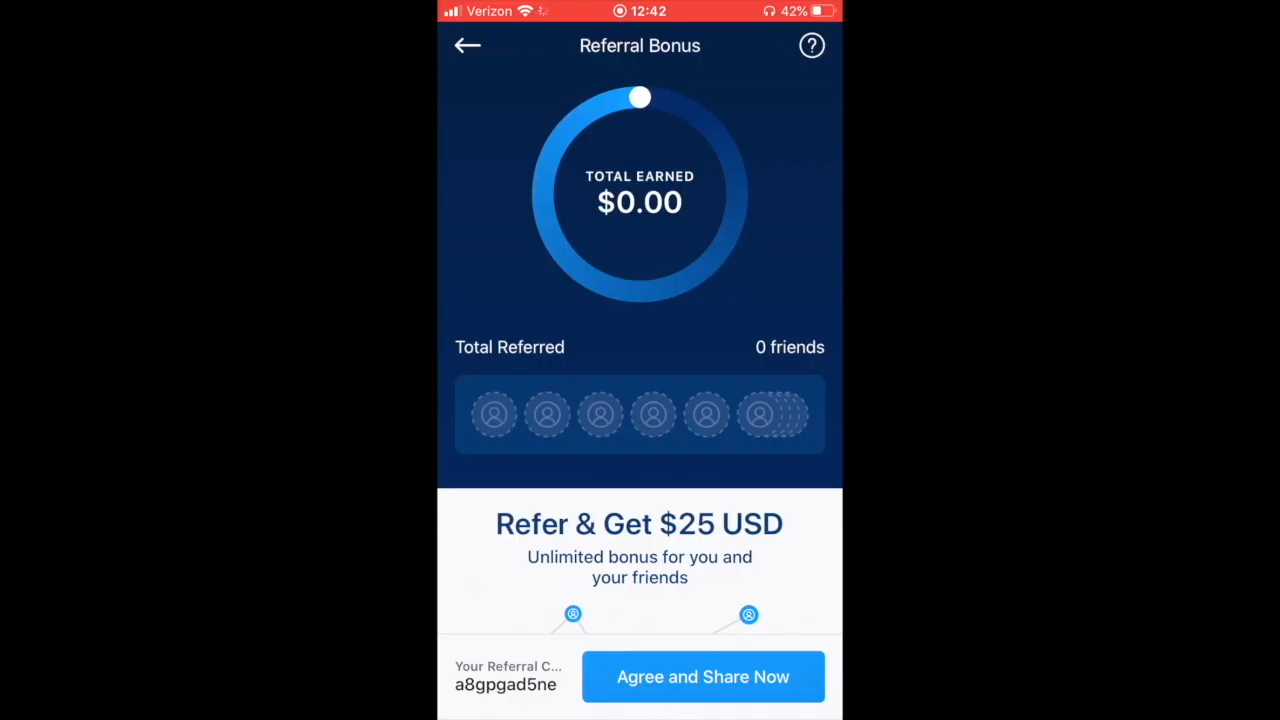 Verizon 12:42 42%
Referral Bonus
TOTAL EARNED
$0.00
Total Referred 0 friends
Refer & Get $25 USD
Unlimited bonus for you and
your friends
Your Referral C...
a8gpgad5ne
Agree and Share Now